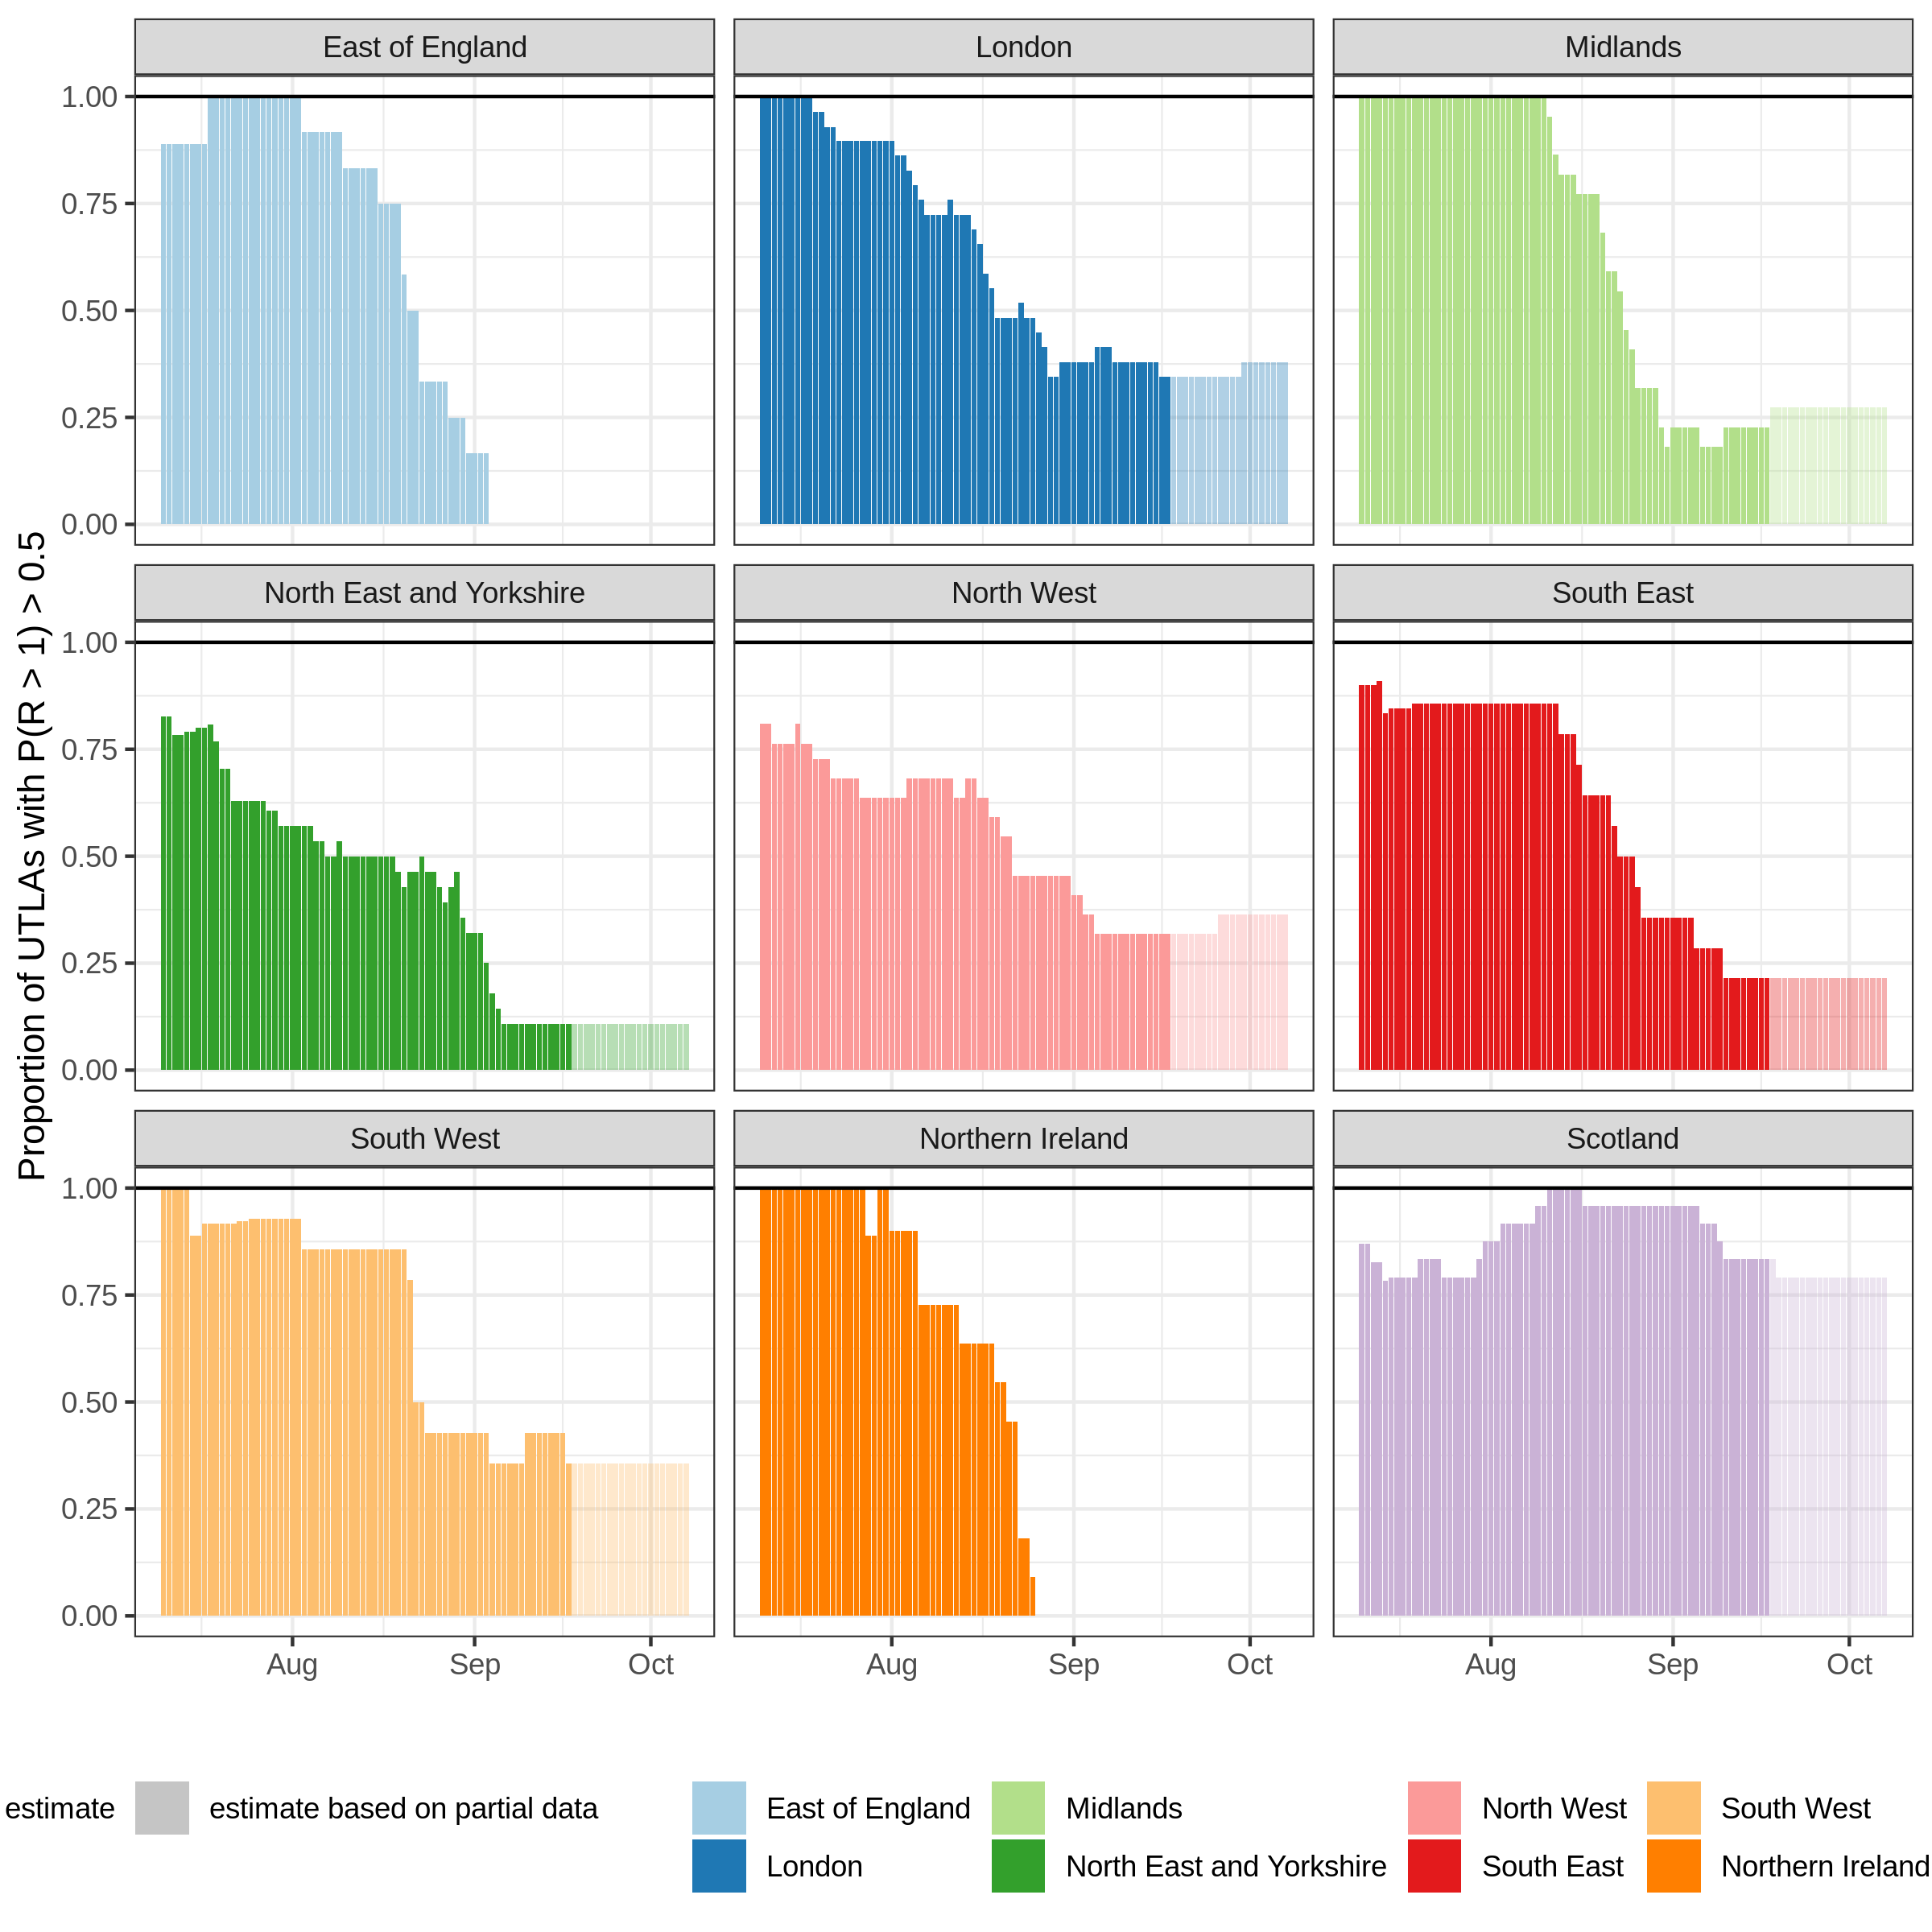 East of England
London
Midlands
1.00
0.75
0.50
0.25
0.00
North East and Yorkshire
North West
South East
1.00
0.75
0.50
0.25
0.00
South West
Northern Ireland
Scotland
1.00
0.75
0.50
0.25
0.00
Proportion of UTLAs with P(R > 1) > 0.5
Aug Sep Oct
Aug Sep Oct
Aug Sep Oct
estimate
estimate based on partial data
East of England
London
Midlands
North East and Yorkshire
North West
South East
South West
Northern Ireland